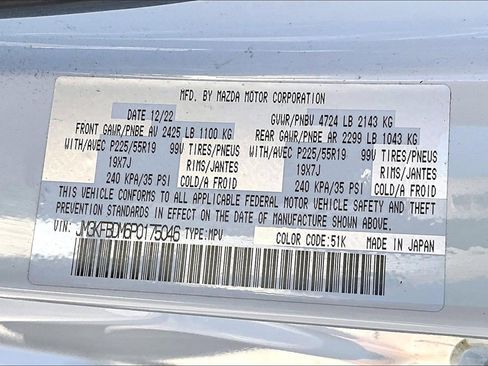 MFD. BY MAZDA MOTOR CORPORATION
DATE 12/22 GVWR/PNBV 4724 LB 2143 KG
FRONT GAWR/PNBE AV 2425 LB 1100 KG REAR GAWR/PNBE AR 2299 LB 1043 KG
WITH/AVEC P225/55R19 99V TIRES/PNEUS WITH/AVEC P225/55R19 99V TIRES/PNEUS
19X7J RIMS/JANTES 19X7J RIMS/JANTES
240 KPA/35 PSI COLD/A FROID 240 KPA/35 PSI COLD/A FROID
THIS VEHICLE CONFORMS TO ALL APPLICABLE FEDERAL MOTOR VEHICLE SAFETY AND THEFT
PREVENTION STANDARDS IN EFFECT ON THE DATE OF MANUFACTURE SHOWN ABOVE.
JM3KFBDM6P0175046 TYPE:MPV COLOR CODE:51K MADE IN JAPAN